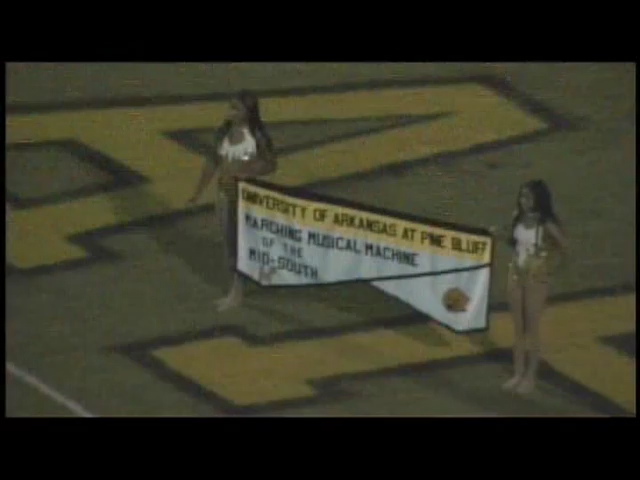 UNIVERSITY OF ARKANSAS AT PINE BLUFF
MARCHING MUSICAL MACHINE
OF THE
MID-SOUTH